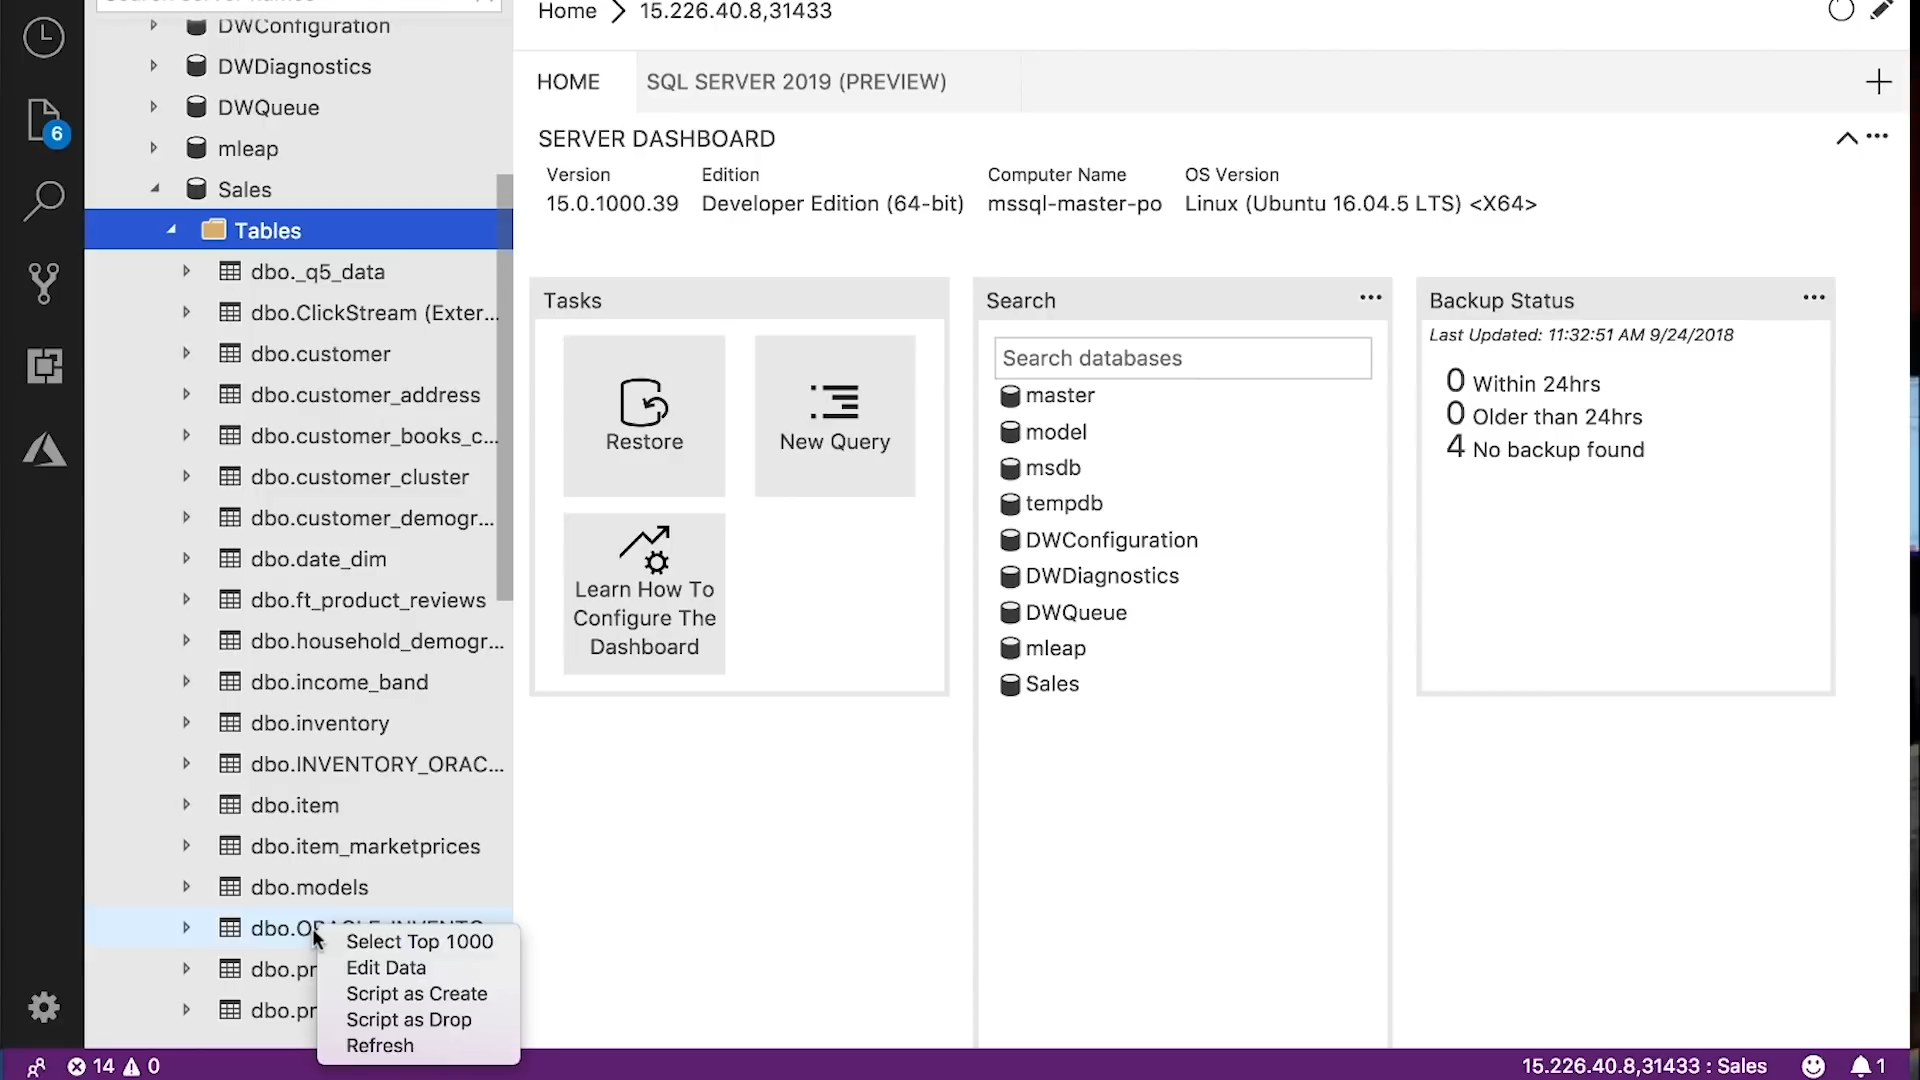 Home > 15.226.40.8,31433
DWConfiguration
DWDiagnostics
DWQueue
mleap
Sales
Tables
dbo._q5_data
dbo.ClickStream (Exter...
dbo.customer
dbo.customer_address
dbo.customer_books_c...
dbo.customer_cluster
dbo.customer_demogr...
dbo.date_dim
dbo.ft_product_reviews
dbo.household_demogr...
dbo.income_band
dbo.inventory
dbo.INVENTORY_ORAC...
dbo.item
dbo.item_marketprices
dbo.models
dbo.ORACLE_INVENTO...
dbo.pr
dbo.pr
Select Top 1000
Edit Data
Script as Create
Script as Drop
Refresh
6
HOME SQL SERVER 2019 (PREVIEW)
SERVER DASHBOARD
Version Edition Computer Name OS Version
15.0.1000.39 Developer Edition (64-bit) mssql-master-po Linux (Ubuntu 16.04.5 LTS) <X64>
Tasks
Restore
New Query
Learn How To
Configure The
Dashboard
Search
Search databases
master
model
msdb
tempdb
DWConfiguration
DWDiagnostics
DWQueue
mleap
Sales
Backup Status
Last Updated: 11:32:51 AM 9/24/2018
0 Within 24hrs
0 Older than 24hrs
4 No backup found
14 0
15.226.40.8,31433 : Sales 1